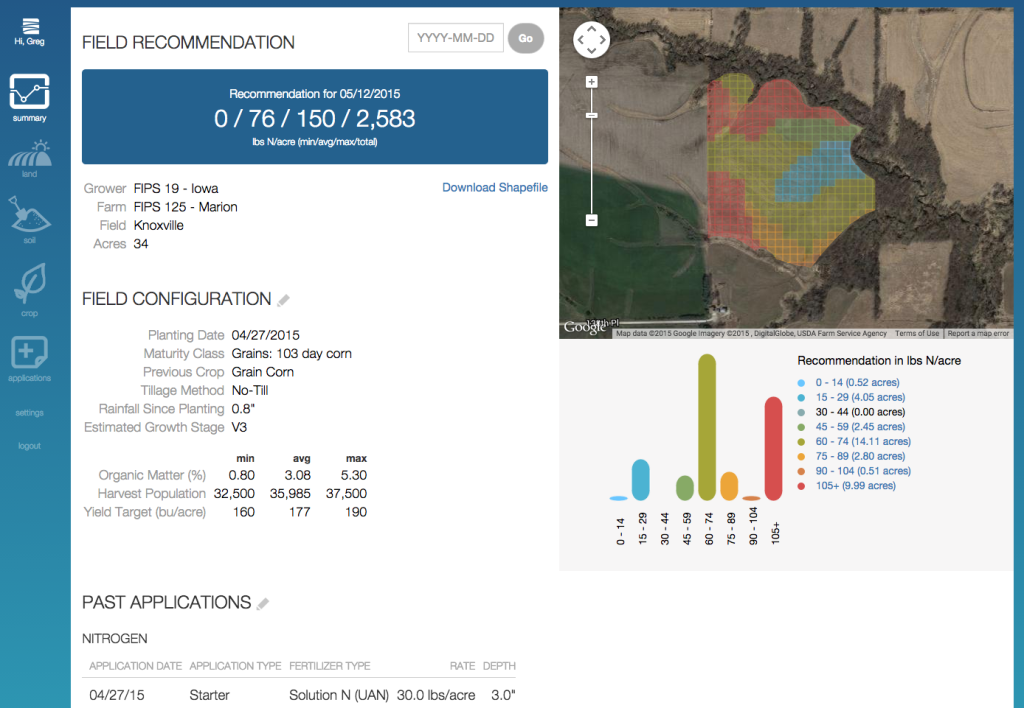 Hi, Greg
summary
land
soil
crop
applications
settings
logout
FIELD RECOMMENDATION
YYYY-MM-DD
Go
Recommendation for 05/12/2015
0 / 76 / 150 / 2,583
lbs N/acre (min/avg/max/total)
Grower FIPS 19 - Iowa
Download Shapefile
Farm FIPS 125 - Marion
Field Knoxville
Acres 34
FIELD CONFIGURATION
Planting Date 04/27/2015
Maturity Class Grains: 103 day corn
Previous Crop Grain Corn
Tillage Method No-Till
Rainfall Since Planting 0.8"
Estimated Growth Stage V3
min avg max
Organic Matter (%) 0.80 3.08 5.30
Harvest Population 32,500 35,985 37,500
Yield Target (bu/acre) 160 177 190
PAST APPLICATIONS
NITROGEN
APPLICATION DATE APPLICATION TYPE FERTILIZER TYPE RATE DEPTH
04/27/15 Starter Solution N (UAN) 30.0 lbs/acre 3.0"
Google
Map data ©2015 Google Imagery ©2015 , DigitalGlobe, USDA Farm Service Agency Terms of Use Report a map error
Recommendation in lbs N/acre
0 - 14 (0.52 acres)
15 - 29 (4.05 acres)
30 - 44 (0.00 acres)
45 - 59 (2.45 acres)
60 - 74 (14.11 acres)
75 - 89 (2.80 acres)
90 - 104 (0.51 acres)
105+ (9.99 acres)
0 - 14
15 - 29
30 - 44
45 - 59
60 - 74
75 - 89
90 - 104
105+